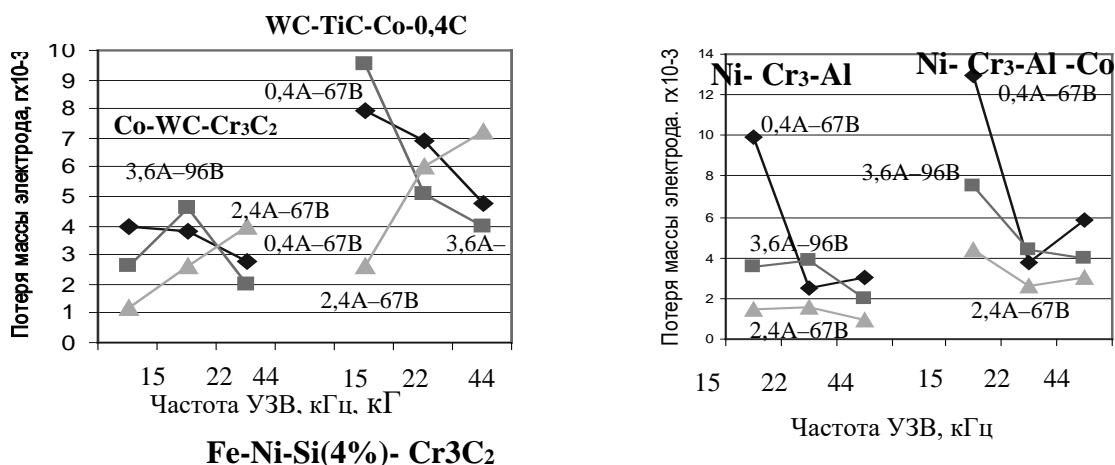 WC-TiC-Co-0,4C
Потеря массы электрода, гх10-3
10
9
8
7
6
5
4
3
2
1
0
0,4А–67В
Co-WC-Cr₃C₂
3,6А–96В
2,4А–67В
0,4А–67В
3,6А–
2,4А–67В
15 22 44 15 22 44
Частота УЗВ, кГц, кГ
Fe-Ni-Si(4%)- Cr3C₂
Потеря массы электрода. гх10-3
14
12
10
8
6
4
2
0
Ni- Cr₃-Al
Ni- Cr₃-Al -Co
0,4А–67В
0,4А–67В
3,6А–96В
3,6А–96В
2,4А–67В
2,4А–67В
15 22 44 15 22 44
Частота УЗВ, кГц